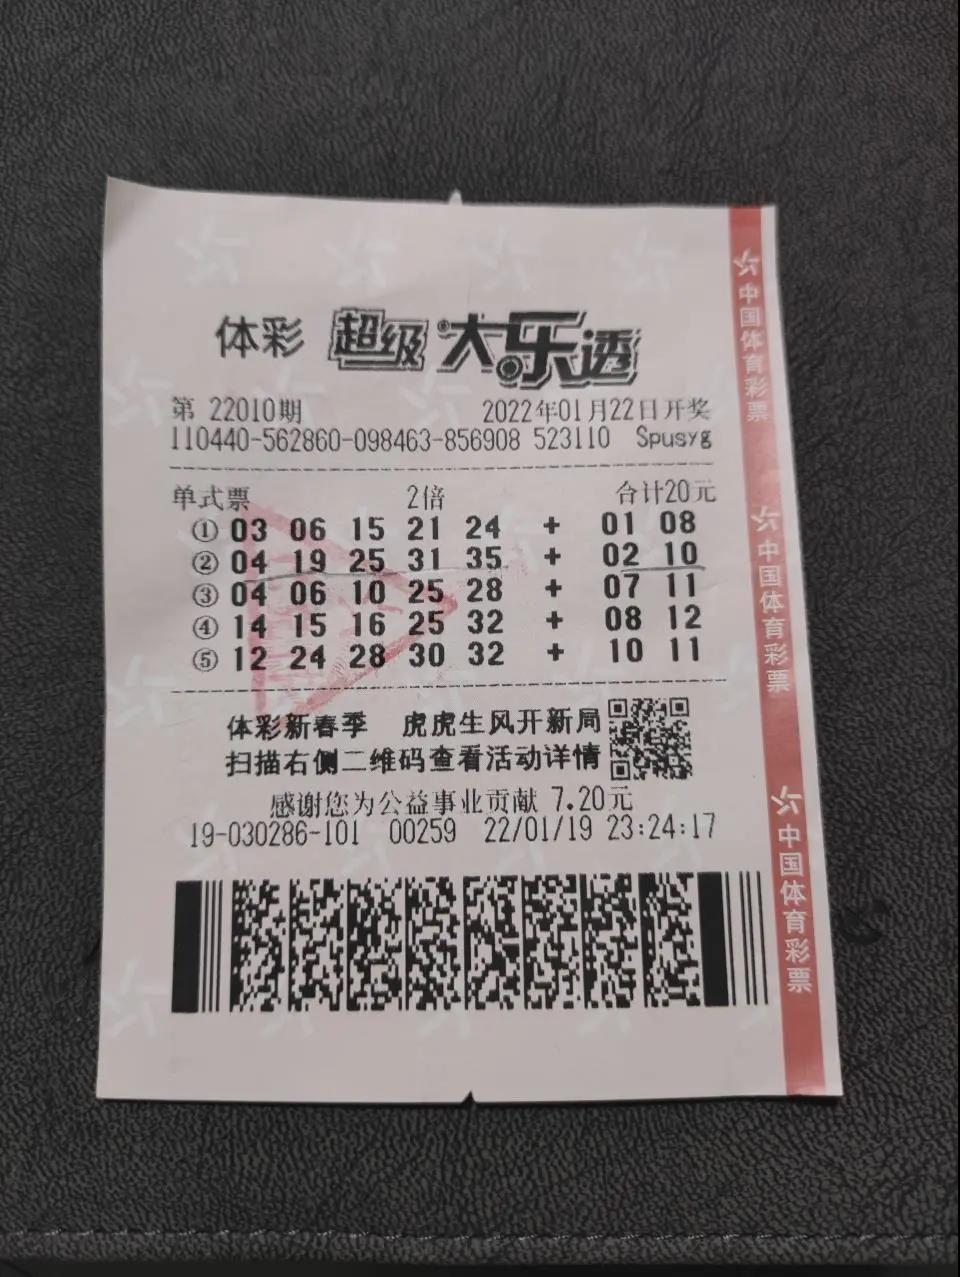 体彩 超级大乐透
第 22010期 2022年01月22日开奖
110440-562860-098463-856908 523110 Spusyg
单式票 2倍 合计20元
① 03 06 15 21 24 + 01 08
② 04 19 25 31 35 + 02 10
③ 04 06 10 25 28 + 07 11
④ 14 15 16 25 32 + 08 12
⑤ 12 24 28 30 32 + 10 11
体彩新春季 虎虎生风开新局
扫描右侧二维码查看活动详情
感谢您为公益事业贡献 7.20元
19-030286-101 00259 22/01/19 23:24:17
中国体育彩票
中国体育彩票
中国体育彩票